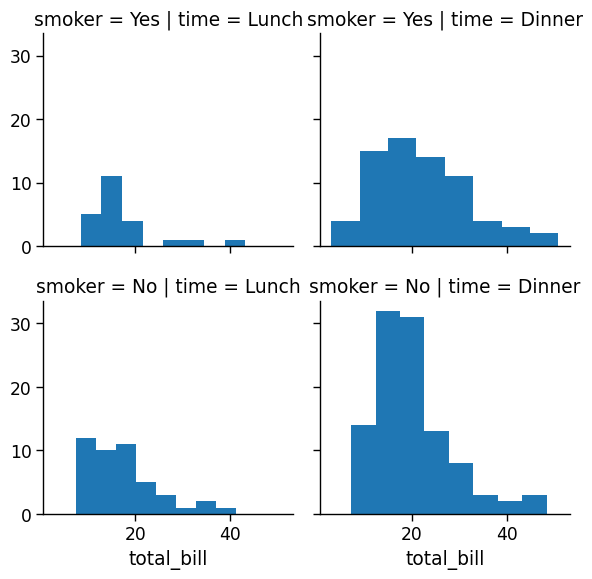 smoker = Yes | time = Lunch
smoker = Yes | time = Dinner
30
20
10
0
smoker = No | time = Lunch
smoker = No | time = Dinner
30
20
10
0
20
40
20
40
total_bill
total_bill